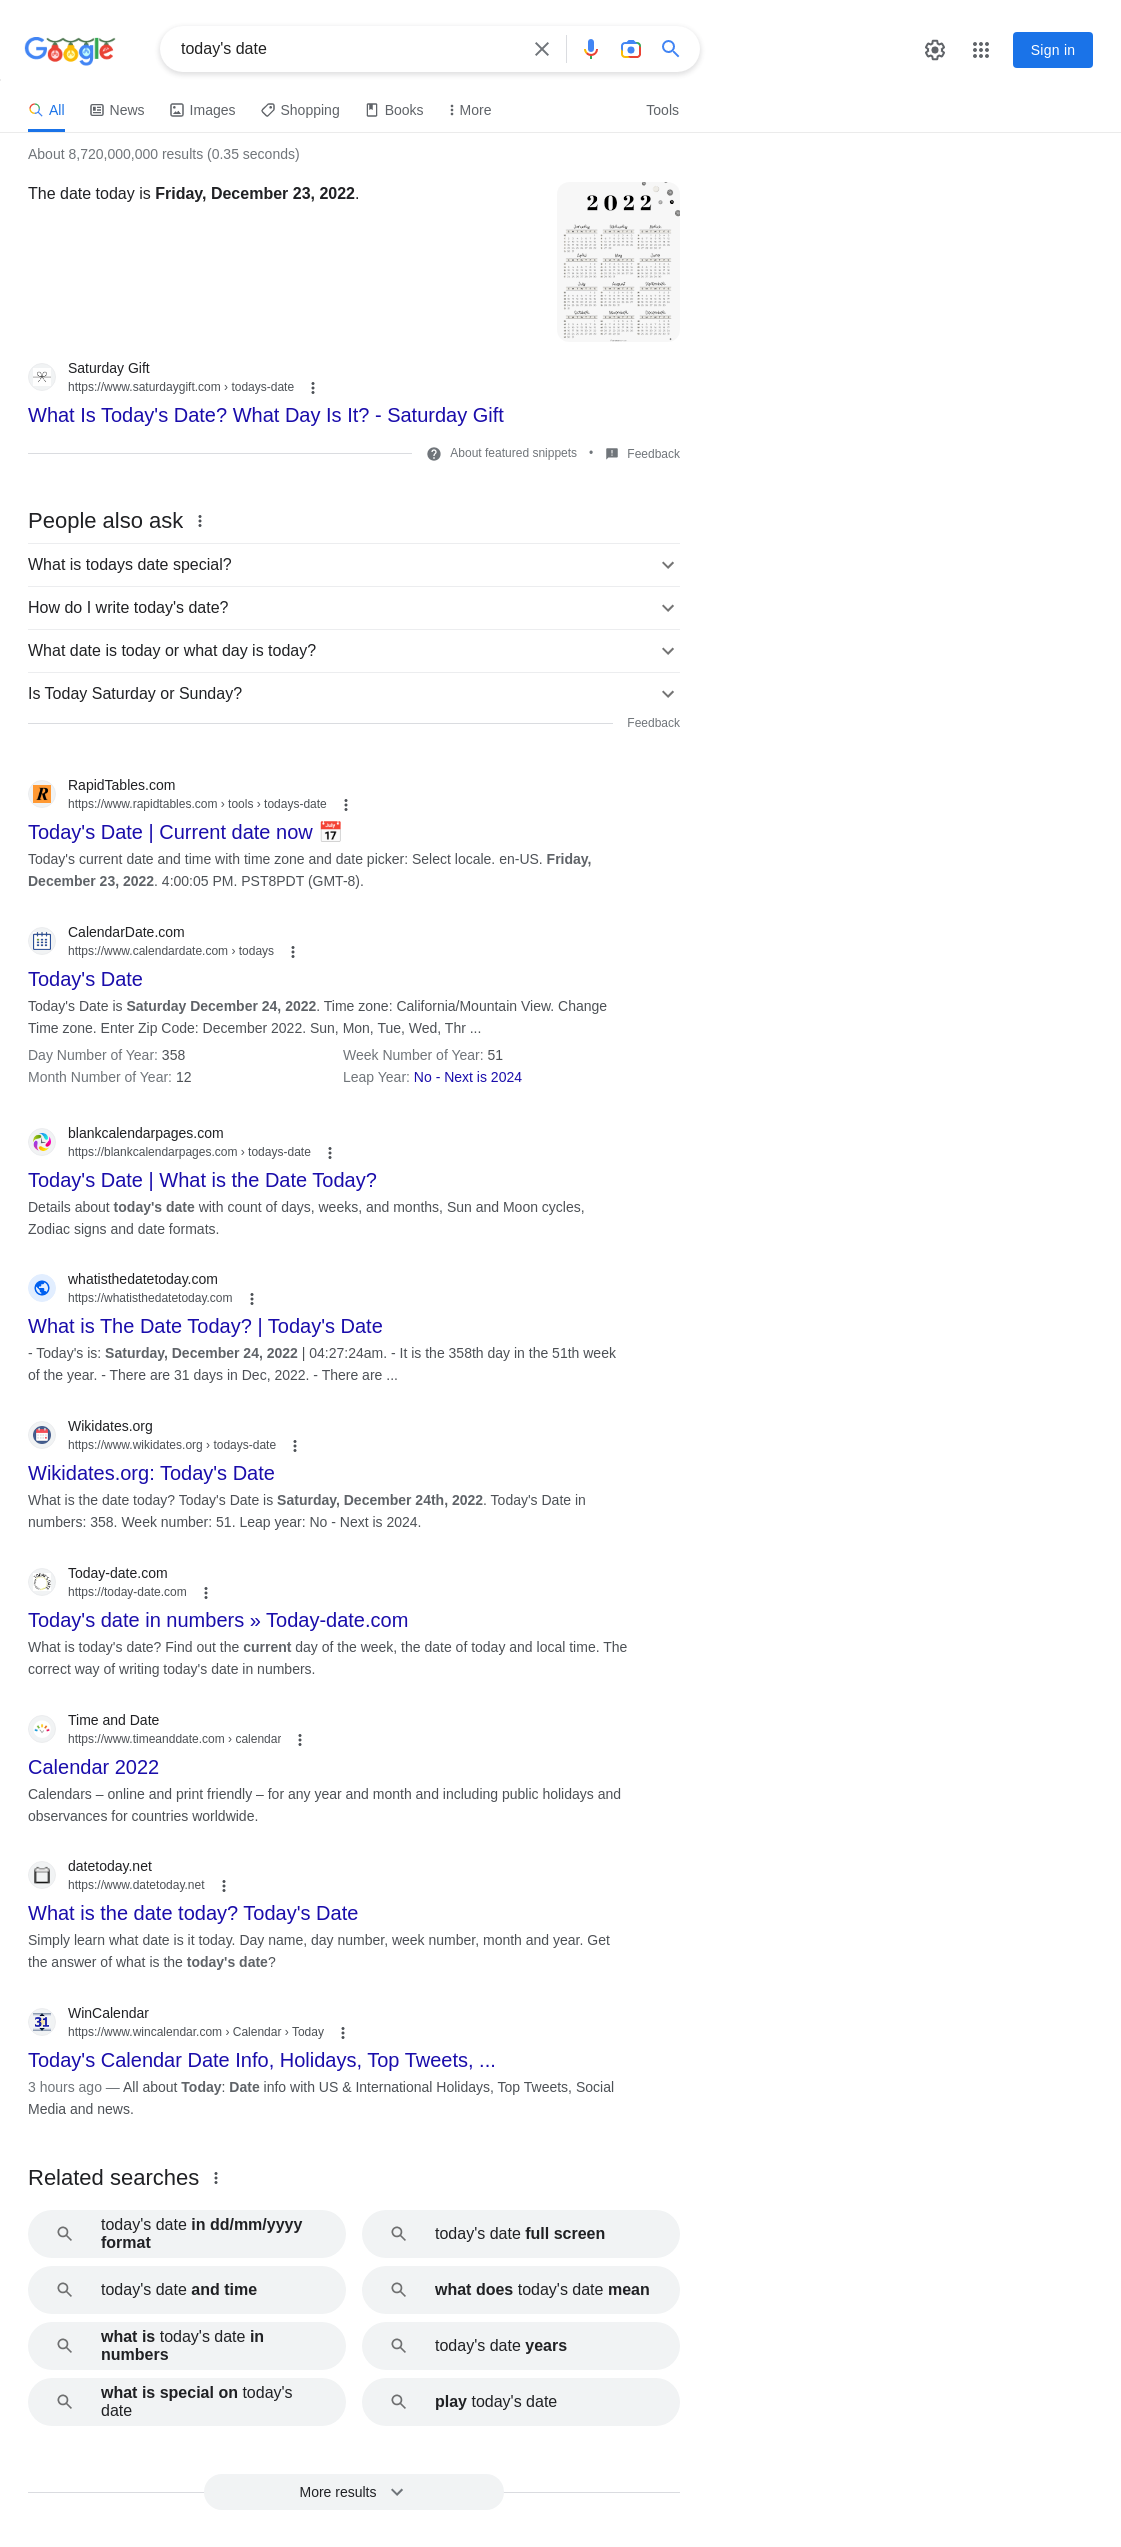 Google
today's date
Sign in
All
News
Images
Shopping
Books
More
Tools
About 8,720,000,000 results (0.35 seconds)
The date today is Friday, December 23, 2022.
2022
Saturday Gift
https://www.saturdaygift.com › todays-date
What Is Today's Date? What Day Is It? - Saturday Gift
About featured snippets • Feedback
People also ask
What is todays date special?
How do I write today's date?
What date is today or what day is today?
Is Today Saturday or Sunday?
Feedback
RapidTables.com
https://www.rapidtables.com › tools › todays-date
Today's Date | Current date now 📅
Today's current date and time with time zone and date picker: Select locale. en-US. Friday,
December 23, 2022. 4:00:05 PM. PST8PDT (GMT-8).
CalendarDate.com
https://www.calendardate.com › todays
Today's Date
Today's Date is Saturday December 24, 2022. Time zone: California/Mountain View. Change
Time zone. Enter Zip Code: December 2022. Sun, Mon, Tue, Wed, Thr ...
Day Number of Year: 358
Week Number of Year: 51
Month Number of Year: 12
Leap Year: No - Next is 2024
blankcalendarpages.com
https://blankcalendarpages.com › todays-date
Today's Date | What is the Date Today?
Details about today's date with count of days, weeks, and months, Sun and Moon cycles,
Zodiac signs and date formats.
whatisthedatetoday.com
https://whatisthedatetoday.com
What is The Date Today? | Today's Date
- Today's is: Saturday, December 24, 2022 | 04:27:24am. - It is the 358th day in the 51th week
of the year. - There are 31 days in Dec, 2022. - There are ...
Wikidates.org
https://www.wikidates.org › todays-date
Wikidates.org: Today's Date
What is the date today? Today's Date is Saturday, December 24th, 2022. Today's Date in
numbers: 358. Week number: 51. Leap year: No - Next is 2024.
Today-date.com
https://today-date.com
Today's date in numbers » Today-date.com
What is today's date? Find out the current day of the week, the date of today and local time. The
correct way of writing today's date in numbers.
Time and Date
https://www.timeanddate.com › calendar
Calendar 2022
Calendars – online and print friendly – for any year and month and including public holidays and
observances for countries worldwide.
datetoday.net
https://www.datetoday.net
What is the date today? Today's Date
Simply learn what date is it today. Day name, day number, week number, month and year. Get
the answer of what is the today's date?
31
WinCalendar
https://www.wincalendar.com › Calendar › Today
Today's Calendar Date Info, Holidays, Top Tweets, ...
3 hours ago — All about Today: Date info with US & International Holidays, Top Tweets, Social
Media and news.
Related searches
today's date in dd/mm/yyyy
format
today's date full screen
today's date and time
what does today's date mean
what is today's date in
numbers
today's date years
what is special on today's
date
play today's date
More results